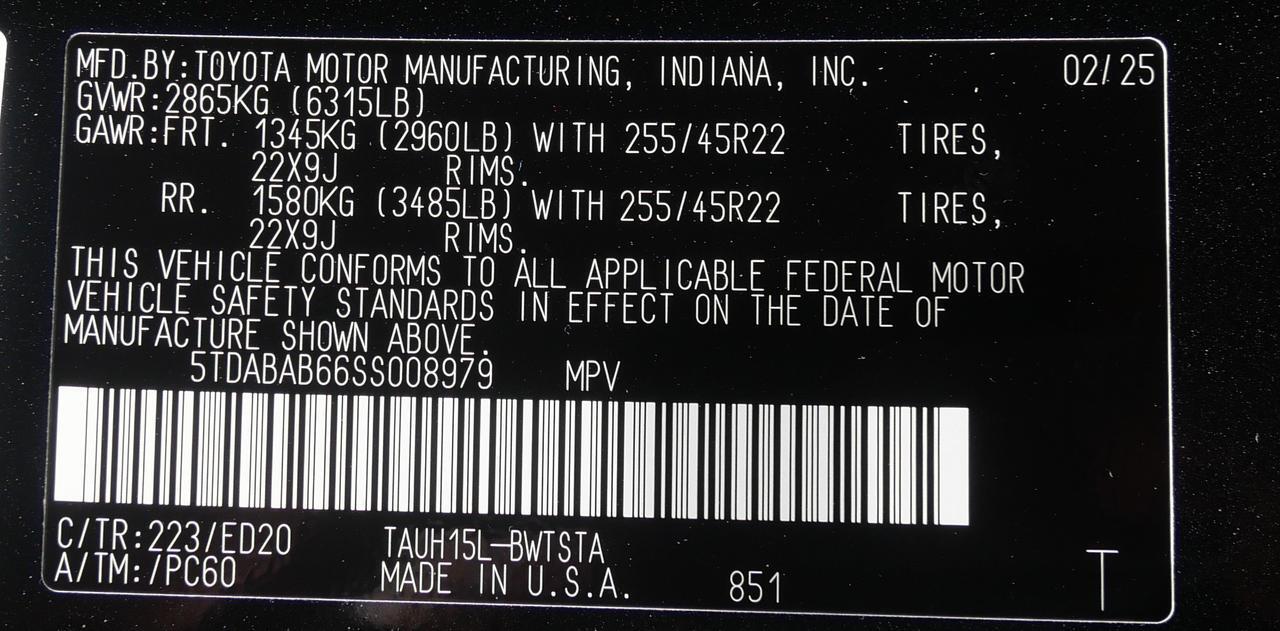 MFD.BY:TOYOTA MOTOR MANUFACTURING, INDIANA, INC. 02/25
GVWR:2865KG (6315LB)
GAWR:FRT. 1345KG (2960LB) WITH 255/45R22 TIRES,
22X9J RIMS.
RR. 1580KG (3485LB) WITH 255/45R22 TIRES,
22X9J RIMS.
THIS VEHICLE CONFORMS TO ALL APPLICABLE FEDERAL MOTOR
VEHICLE SAFETY STANDARDS IN EFFECT ON THE DATE OF
MANUFACTURE SHOWN ABOVE.
5TDABAB66SS008979 MPV
C/TR:223/ED20 TAUH15L-BWTSTA
A/TM:/PC60 MADE IN U.S.A. 851 T